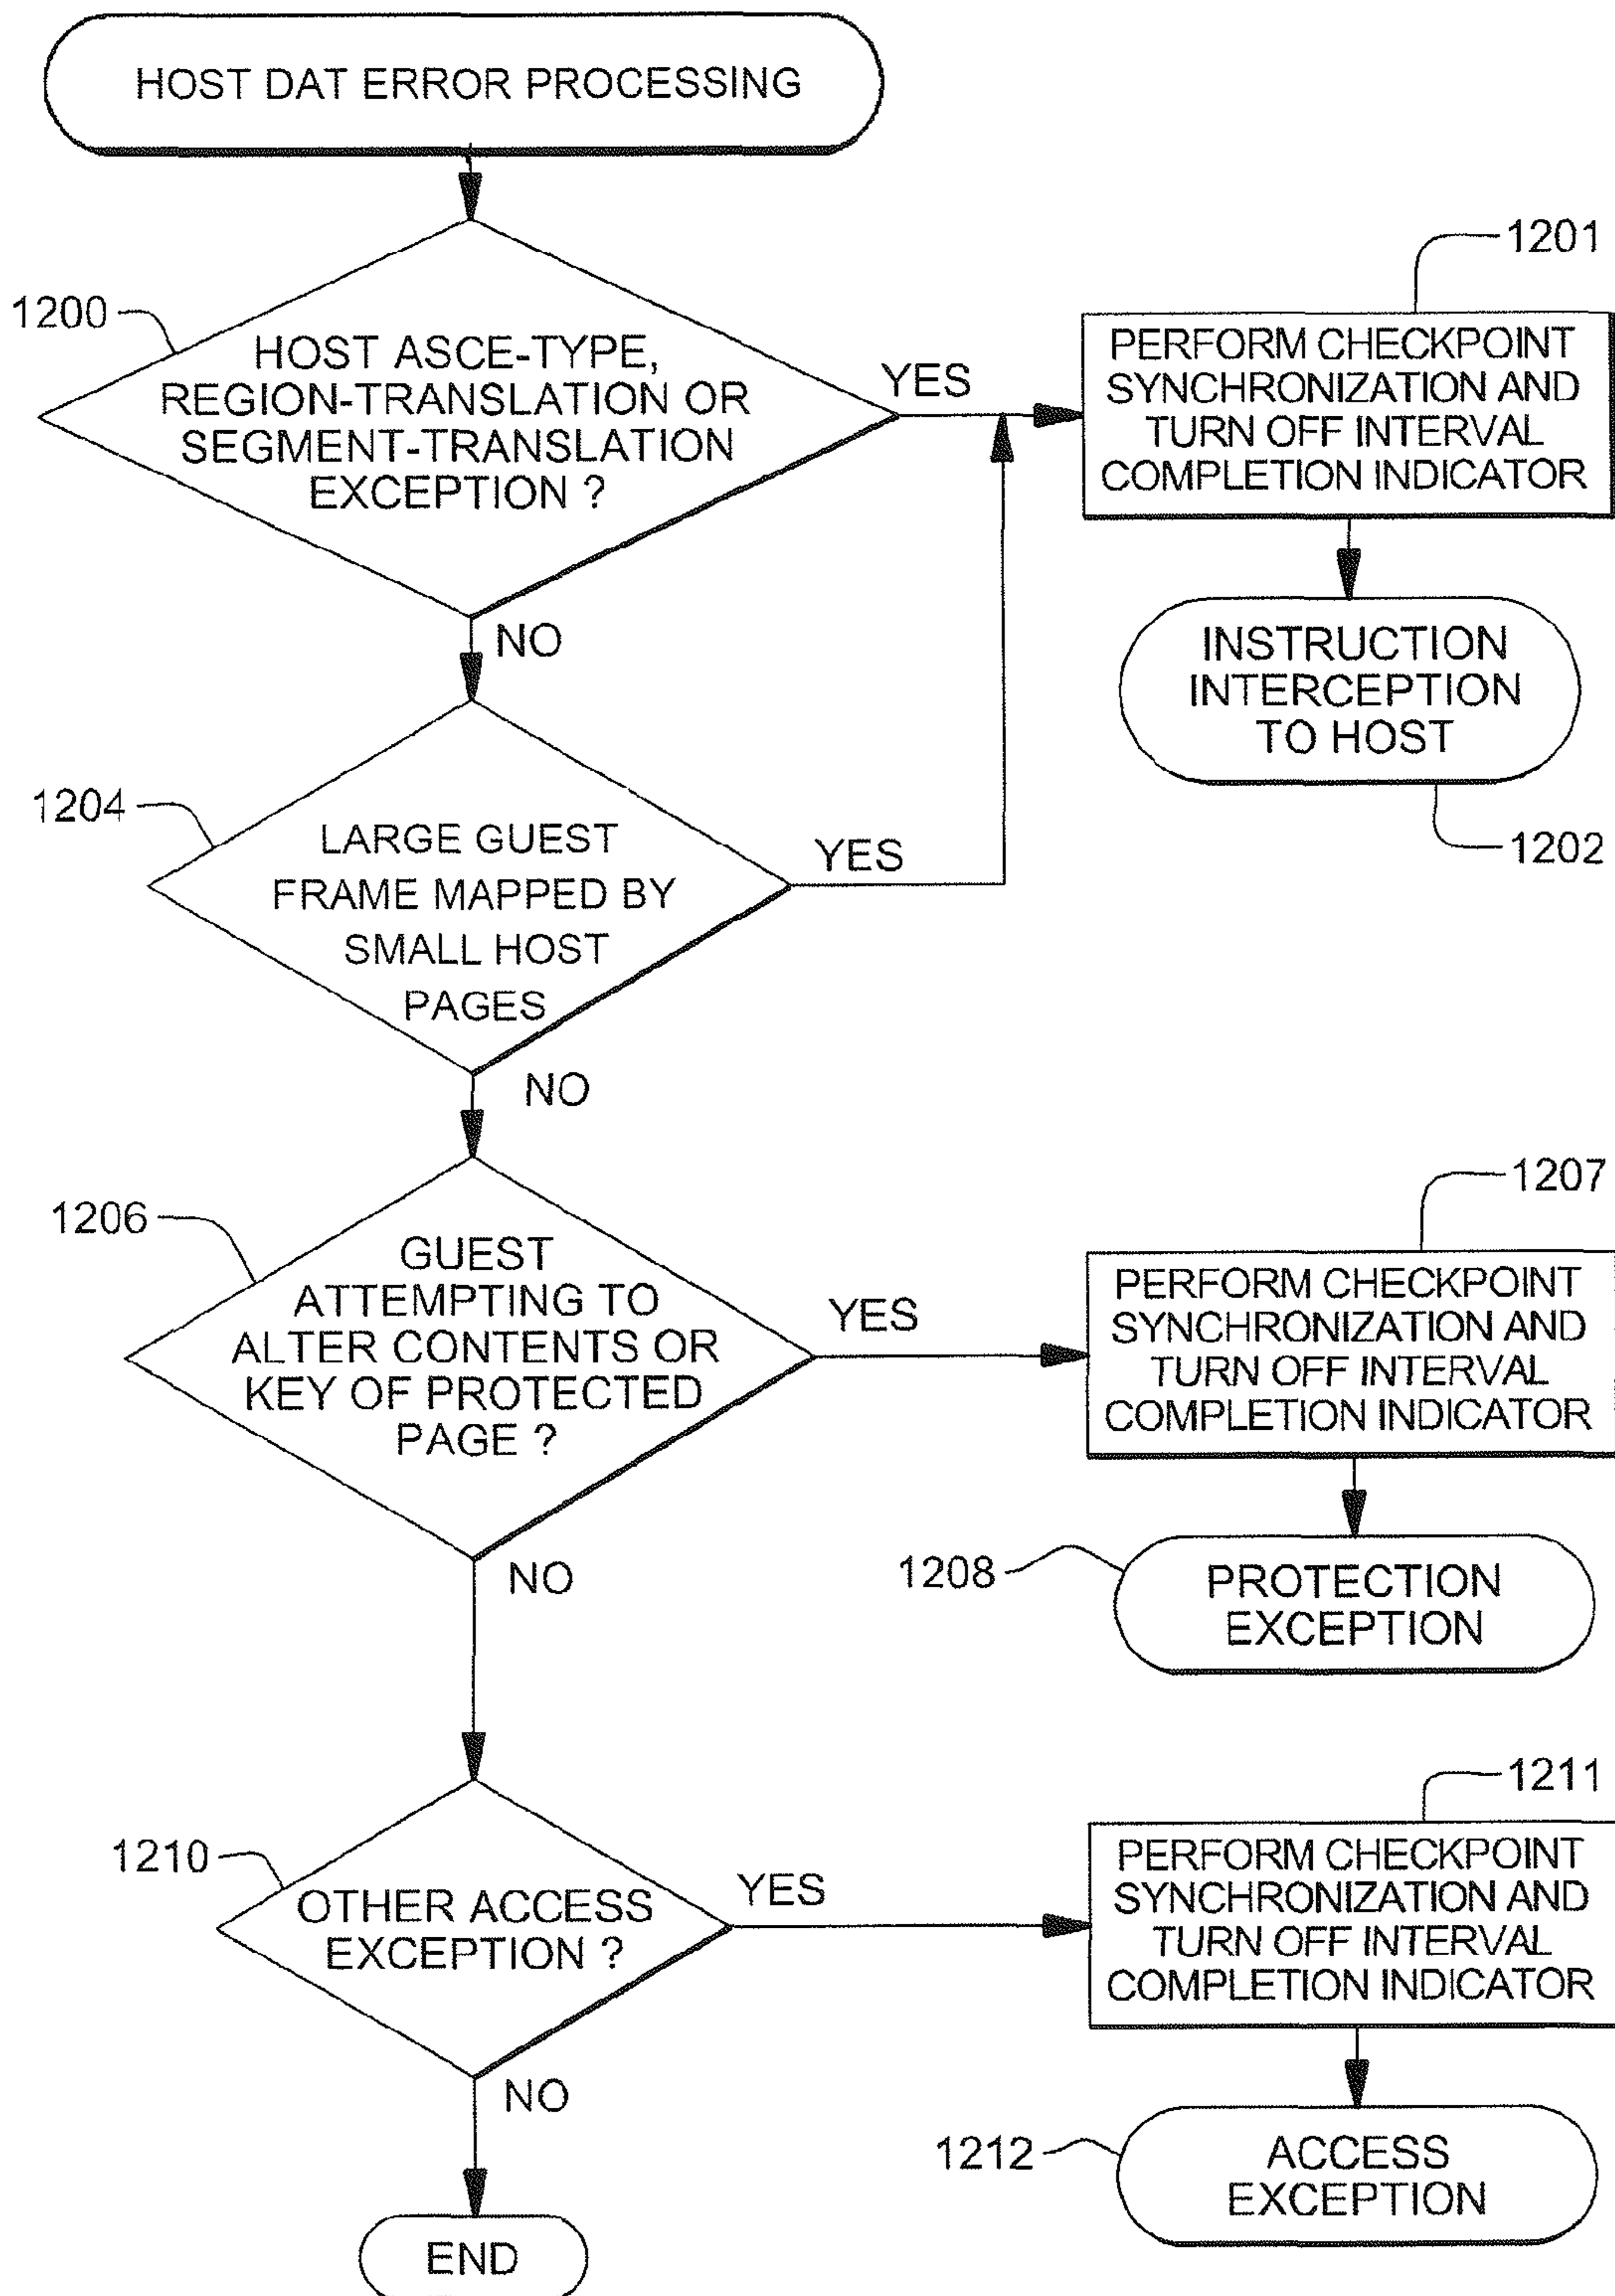 HOST DAT ERROR PROCESSING
1200
HOST ASCE-TYPE,
REGION-TRANSLATION OR
SEGMENT-TRANSLATION
EXCEPTION ?
YES
NO
1201
PERFORM CHECKPOINT
SYNCHRONIZATION AND
TURN OFF INTERVAL
COMPLETION INDICATOR
INSTRUCTION
INTERCEPTION
TO HOST
1202
1204
LARGE GUEST
FRAME MAPPED BY
SMALL HOST
PAGES
YES
NO
1206
GUEST
ATTEMPTING TO
ALTER CONTENTS OR
KEY OF PROTECTED
PAGE ?
YES
NO
1207
PERFORM CHECKPOINT
SYNCHRONIZATION AND
TURN OFF INTERVAL
COMPLETION INDICATOR
1208
PROTECTION
EXCEPTION
1210
OTHER ACCESS
EXCEPTION ?
YES
NO
1211
PERFORM CHECKPOINT
SYNCHRONIZATION AND
TURN OFF INTERVAL
COMPLETION INDICATOR
1212
ACCESS
EXCEPTION
END